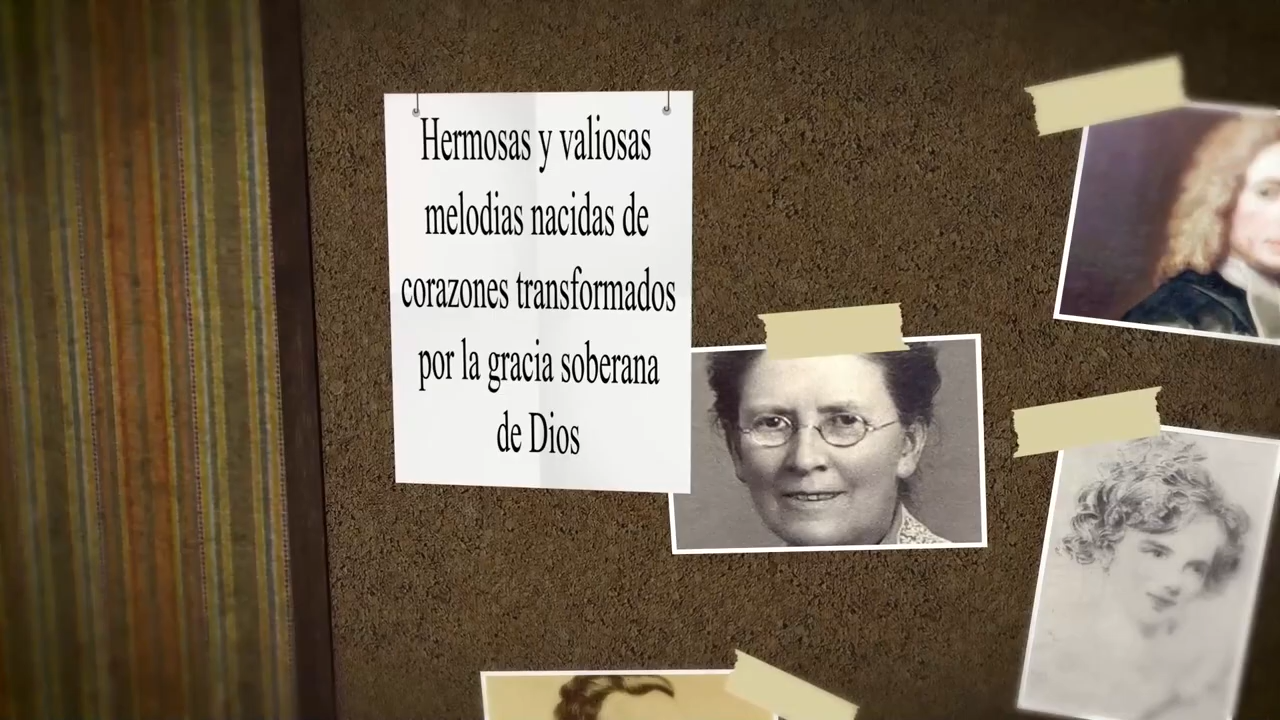 Hermosas y valiosas
melodias nacidas de
corazones transformados
por la gracia soberana
de Dios